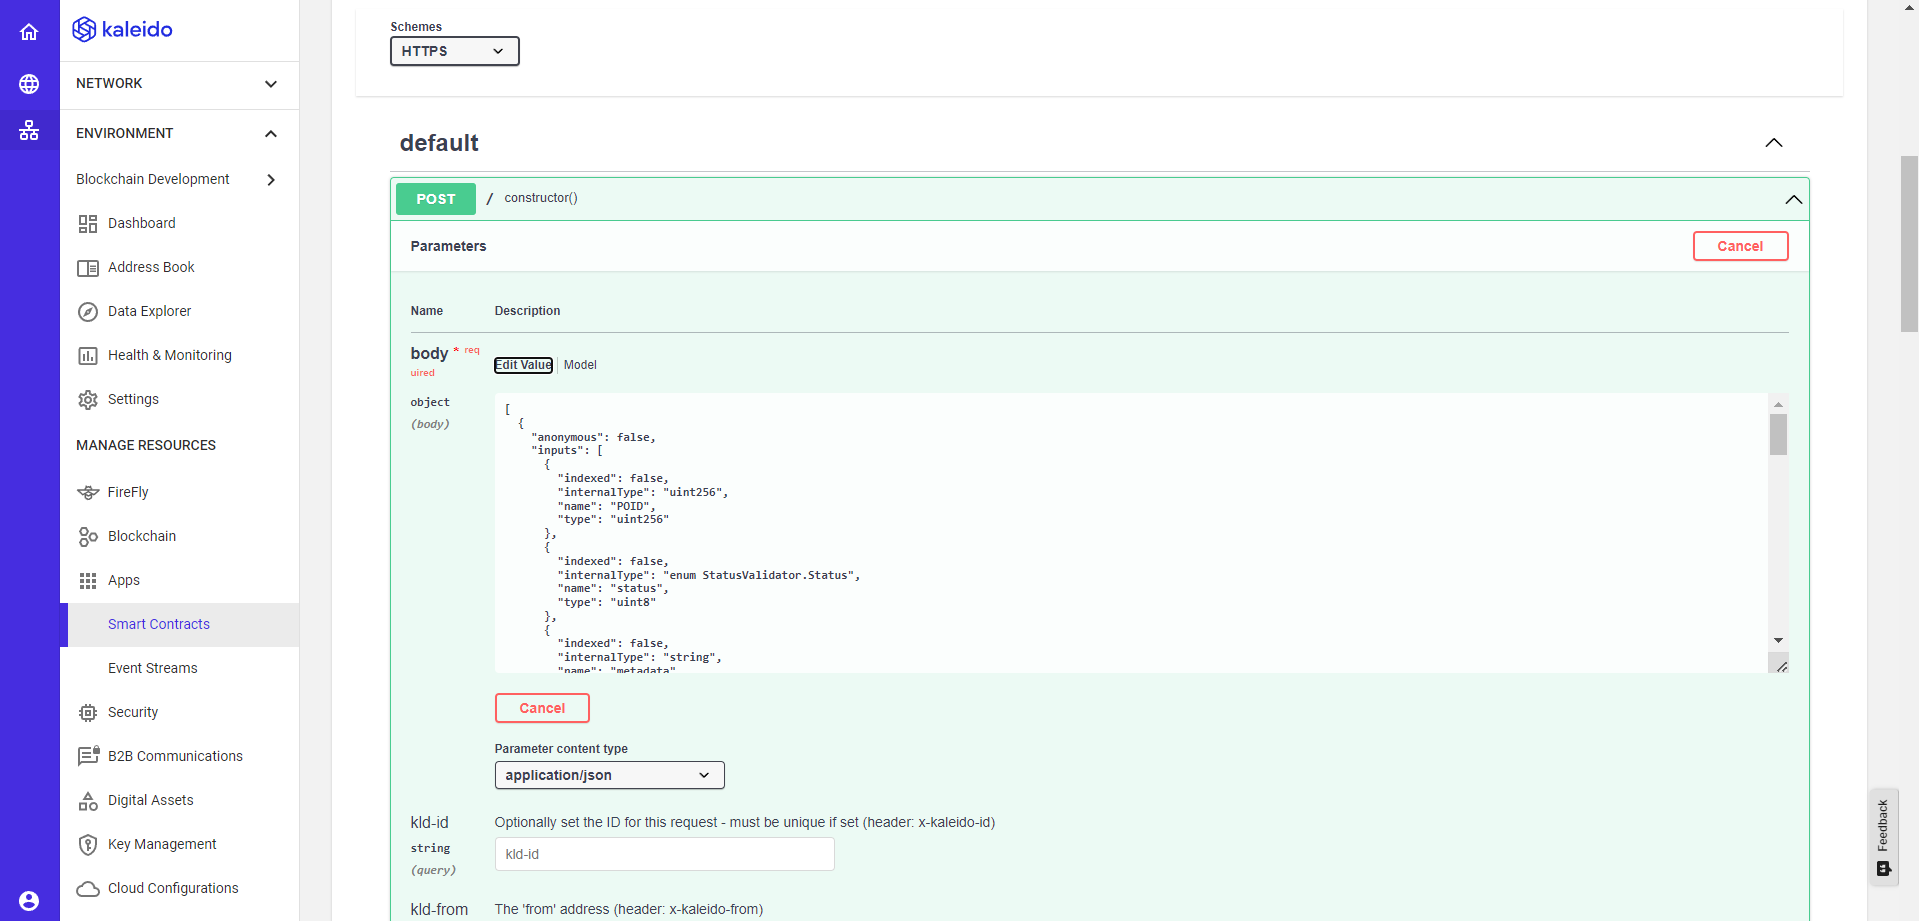 kaleido
NETWORK
ENVIRONMENT
Blockchain Development
Dashboard
Address Book
Data Explorer
Health & Monitoring
Settings
MANAGE RESOURCES
FireFly
Blockchain
Apps
Smart Contracts
Event Streams
Security
B2B Communications
Digital Assets
Key Management
Cloud Configurations
Schemes
HTTPS
default
POST / constructor()
Parameters
Cancel
Name Description
body * req
uired
Edit Value Model
object
(body)
[
{
"anonymous": false,
"inputs": [
{
"indexed": false,
"internalType": "uint256",
"name": "POID",
"type": "uint256"
},
{
"indexed": false,
"internalType": "enum StatusValidator.Status",
"name": "status",
"type": "uint8"
},
{
"indexed": false,
"internalType": "string",
"name": "metadata"
Cancel
Parameter content type
application/json
kld-id
Optionally set the ID for this request - must be unique if set (header: x-kaleido-id)
string
(query)
kld-id
kld-from
The 'from' address (header: x-kaleido-from)
Feedback